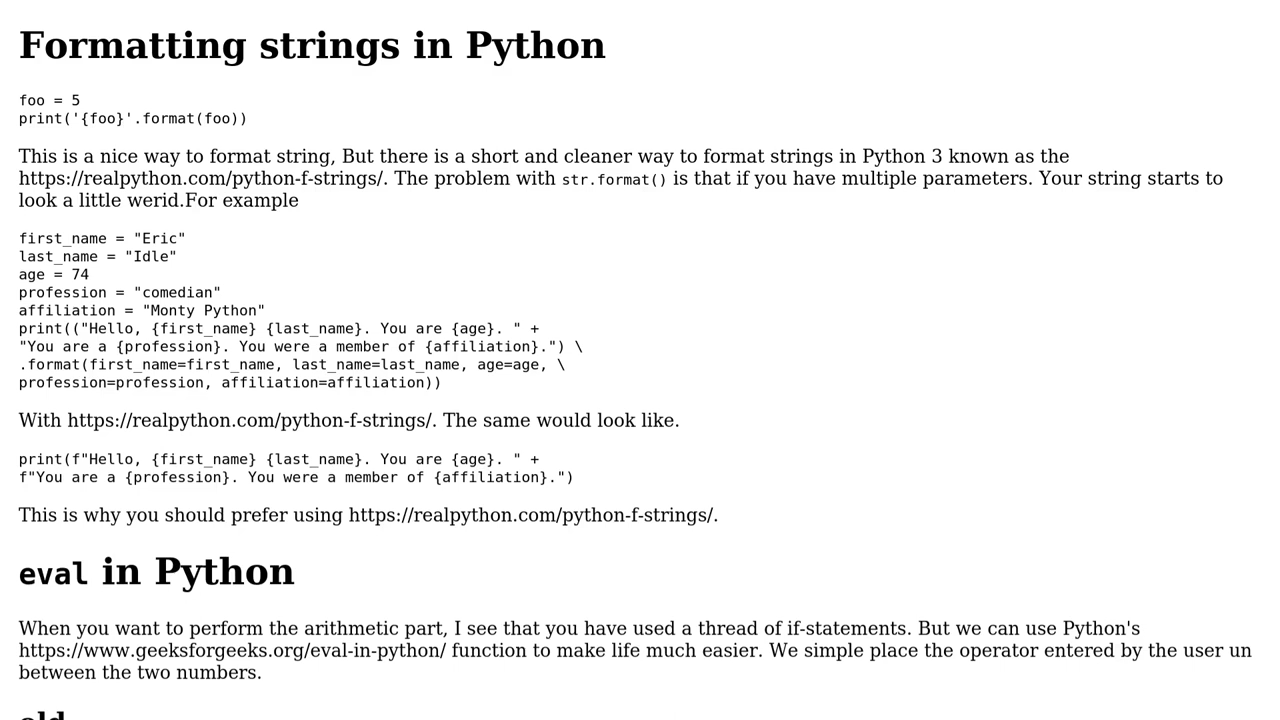 Formatting strings in Python
foo = 5
print('{foo}'.format(foo))
This is a nice way to format string, But there is a short and cleaner way to format strings in Python 3 known as the
https://realpython.com/python-f-strings/. The problem with str.format() is that if you have multiple parameters. Your string starts to
look a little werid.For example
first_name = "Eric"
last_name = "Idle"
age = 74
profession = "comedian"
affiliation = "Monty Python"
print(("Hello, {first_name} {last_name}. You are {age}. " +
"You are a {profession}. You were a member of {affiliation}.") \
.format(first_name=first_name, last_name=last_name, age=age, \
profession=profession, affiliation=affiliation))
With https://realpython.com/python-f-strings/. The same would look like.
print(f"Hello, {first_name} {last_name}. You are {age}. " +
f"You are a {profession}. You were a member of {affiliation}.")
This is why you should prefer using https://realpython.com/python-f-strings/.
eval in Python
When you want to perform the arithmetic part, I see that you have used a thread of if-statements. But we can use Python's
https://www.geeksforgeeks.org/eval-in-python/ function to make life much easier. We simple place the operator entered by the user un
between the two numbers.